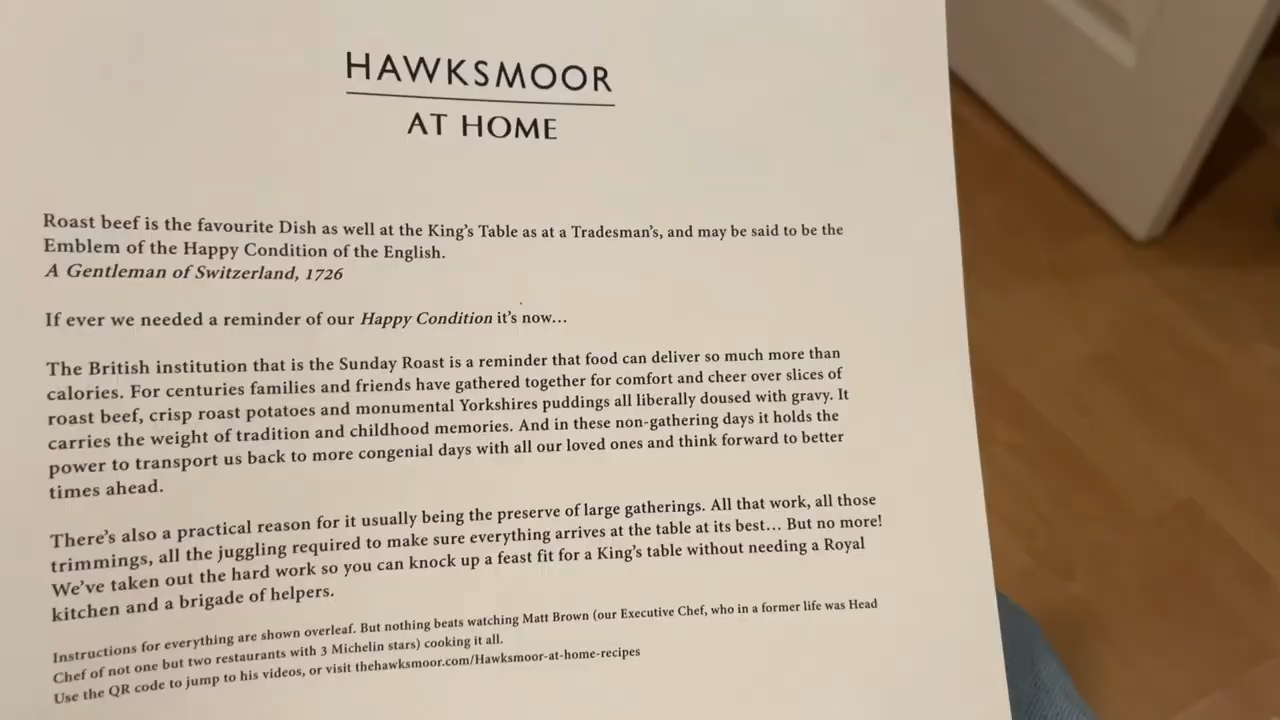 HAWKSMOOR
AT HOME
Roast beef is the favourite Dish as well at the King's Table as at a Tradesman's, and may be said to be the
Emblem of the Happy Condition of the English.
A Gentleman of Switzerland, 1726
If ever we needed a reminder of our Happy Condition it's now...
The British institution that is the Sunday Roast is a reminder that food can deliver so much more than
calories. For centuries families and friends have gathered together for comfort and cheer over slices of
roast beef, crisp roast potatoes and monumental Yorkshires puddings all liberally doused with gravy. It
carries the weight of tradition and childhood memories. And in these non-gathering days it holds the
power to transport us back to more congenial days with all our loved ones and think forward to better
times ahead.
There's also a practical reason for it usually being the preserve of large gatherings. All that work, all those
trimmings, all the juggling required to make sure everything arrives at the table at its best... But no more!
We've taken out the hard work so you can knock up a feast fit for a King's table without needing a Royal
kitchen and a brigade of helpers.
Instructions for everything are shown overleaf. But nothing beats watching Matt Brown (our Executive Chef, who in a former life was Head
Chef of not one but two restaurants with 3 Michelin stars) cooking it all.
Use the QR code to jump to his videos, or visit thehawksmoor.com/Hawksmoor-at-home-recipes